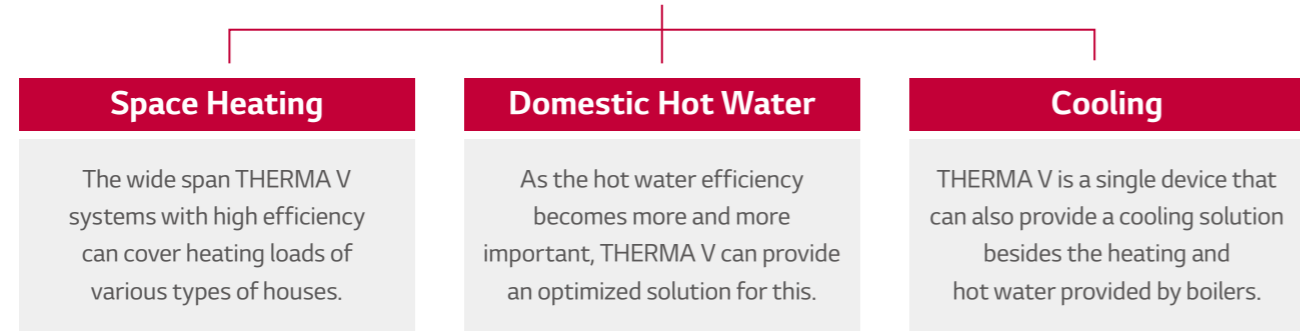 Space Heating
The wide span THERMA V
systems with high efficiency
can cover heating loads of
various types of houses.
Domestic Hot Water
As the hot water efficiency
becomes more and more
important, THERMA V can provide
an optimized solution for this.
Cooling
THERMA V is a single device that
can also provide a cooling solution
besides the heating and
hot water provided by boilers.